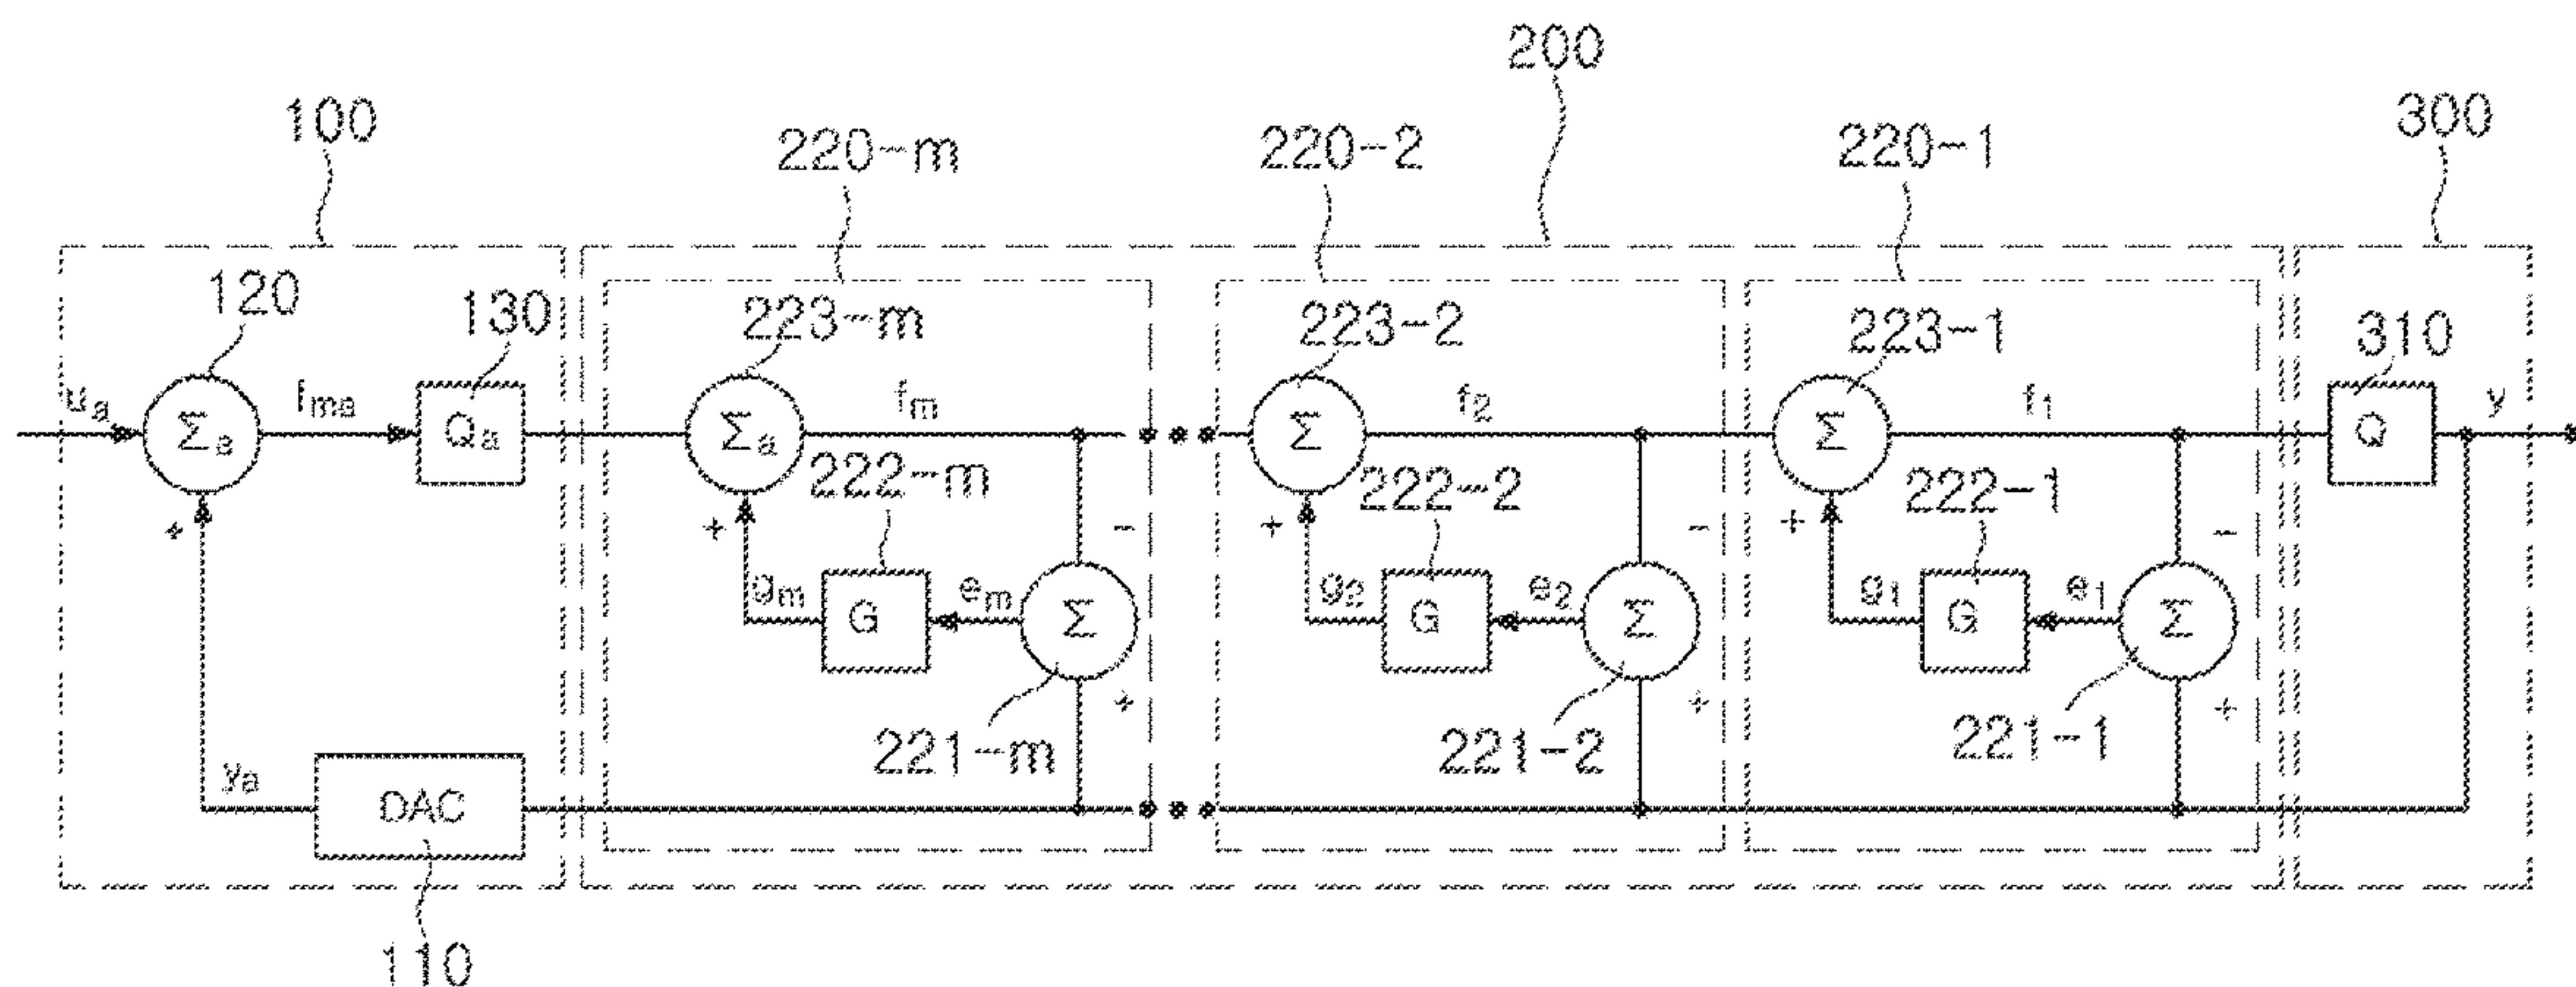 200
100
300
220-m
220-2
220-1
120
130
223-m
223-2
223-1
310
uₐ
Σₐ
fₘₐ
Qₐ
Σₐ
fₘ
Σ
f₂
Σ
f₁
Q
y
222-m
222-2
222-1
+
+
-
+
-
+
-
gₘ
G
eₘ
Σ
g₂
G
e₂
Σ
g₁
G
e₁
Σ
221-m
+
221-2
+
221-1
+
yₐ
DAC
110